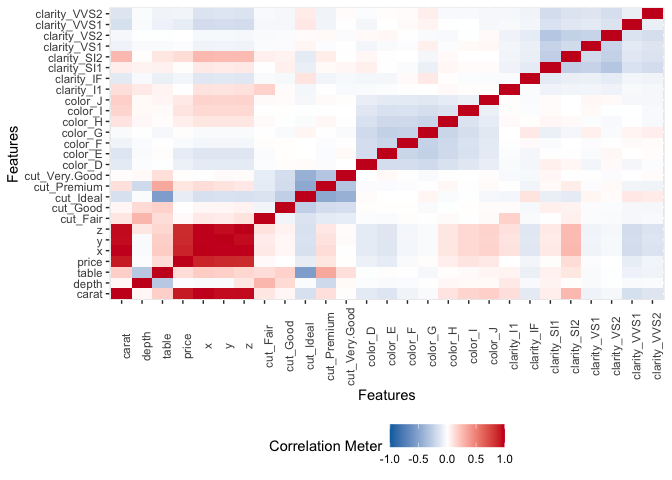 clarity_VVS2
clarity_VVS1
clarity_VS2
clarity_VS1
clarity_SI2
clarity_SI1
clarity_IF
clarity_I1
color_J
color_I
color_H
color_G
color_F
color_E
color_D
cut_Very.Good
cut_Premium
cut_Ideal
cut_Good
cut_Fair
z
y
x
price
table
depth
carat
Features
carat
depth
table
price
x
y
z
cut_Fair
cut_Good
cut_Ideal
cut_Premium
cut_Very.Good
color_D
color_E
color_F
color_G
color_H
color_I
color_J
clarity_I1
clarity_IF
clarity_SI1
clarity_SI2
clarity_VS1
clarity_VS2
clarity_VVS1
clarity_VVS2
Features
Correlation Meter
-1.0 -0.5 0.0 0.5 1.0